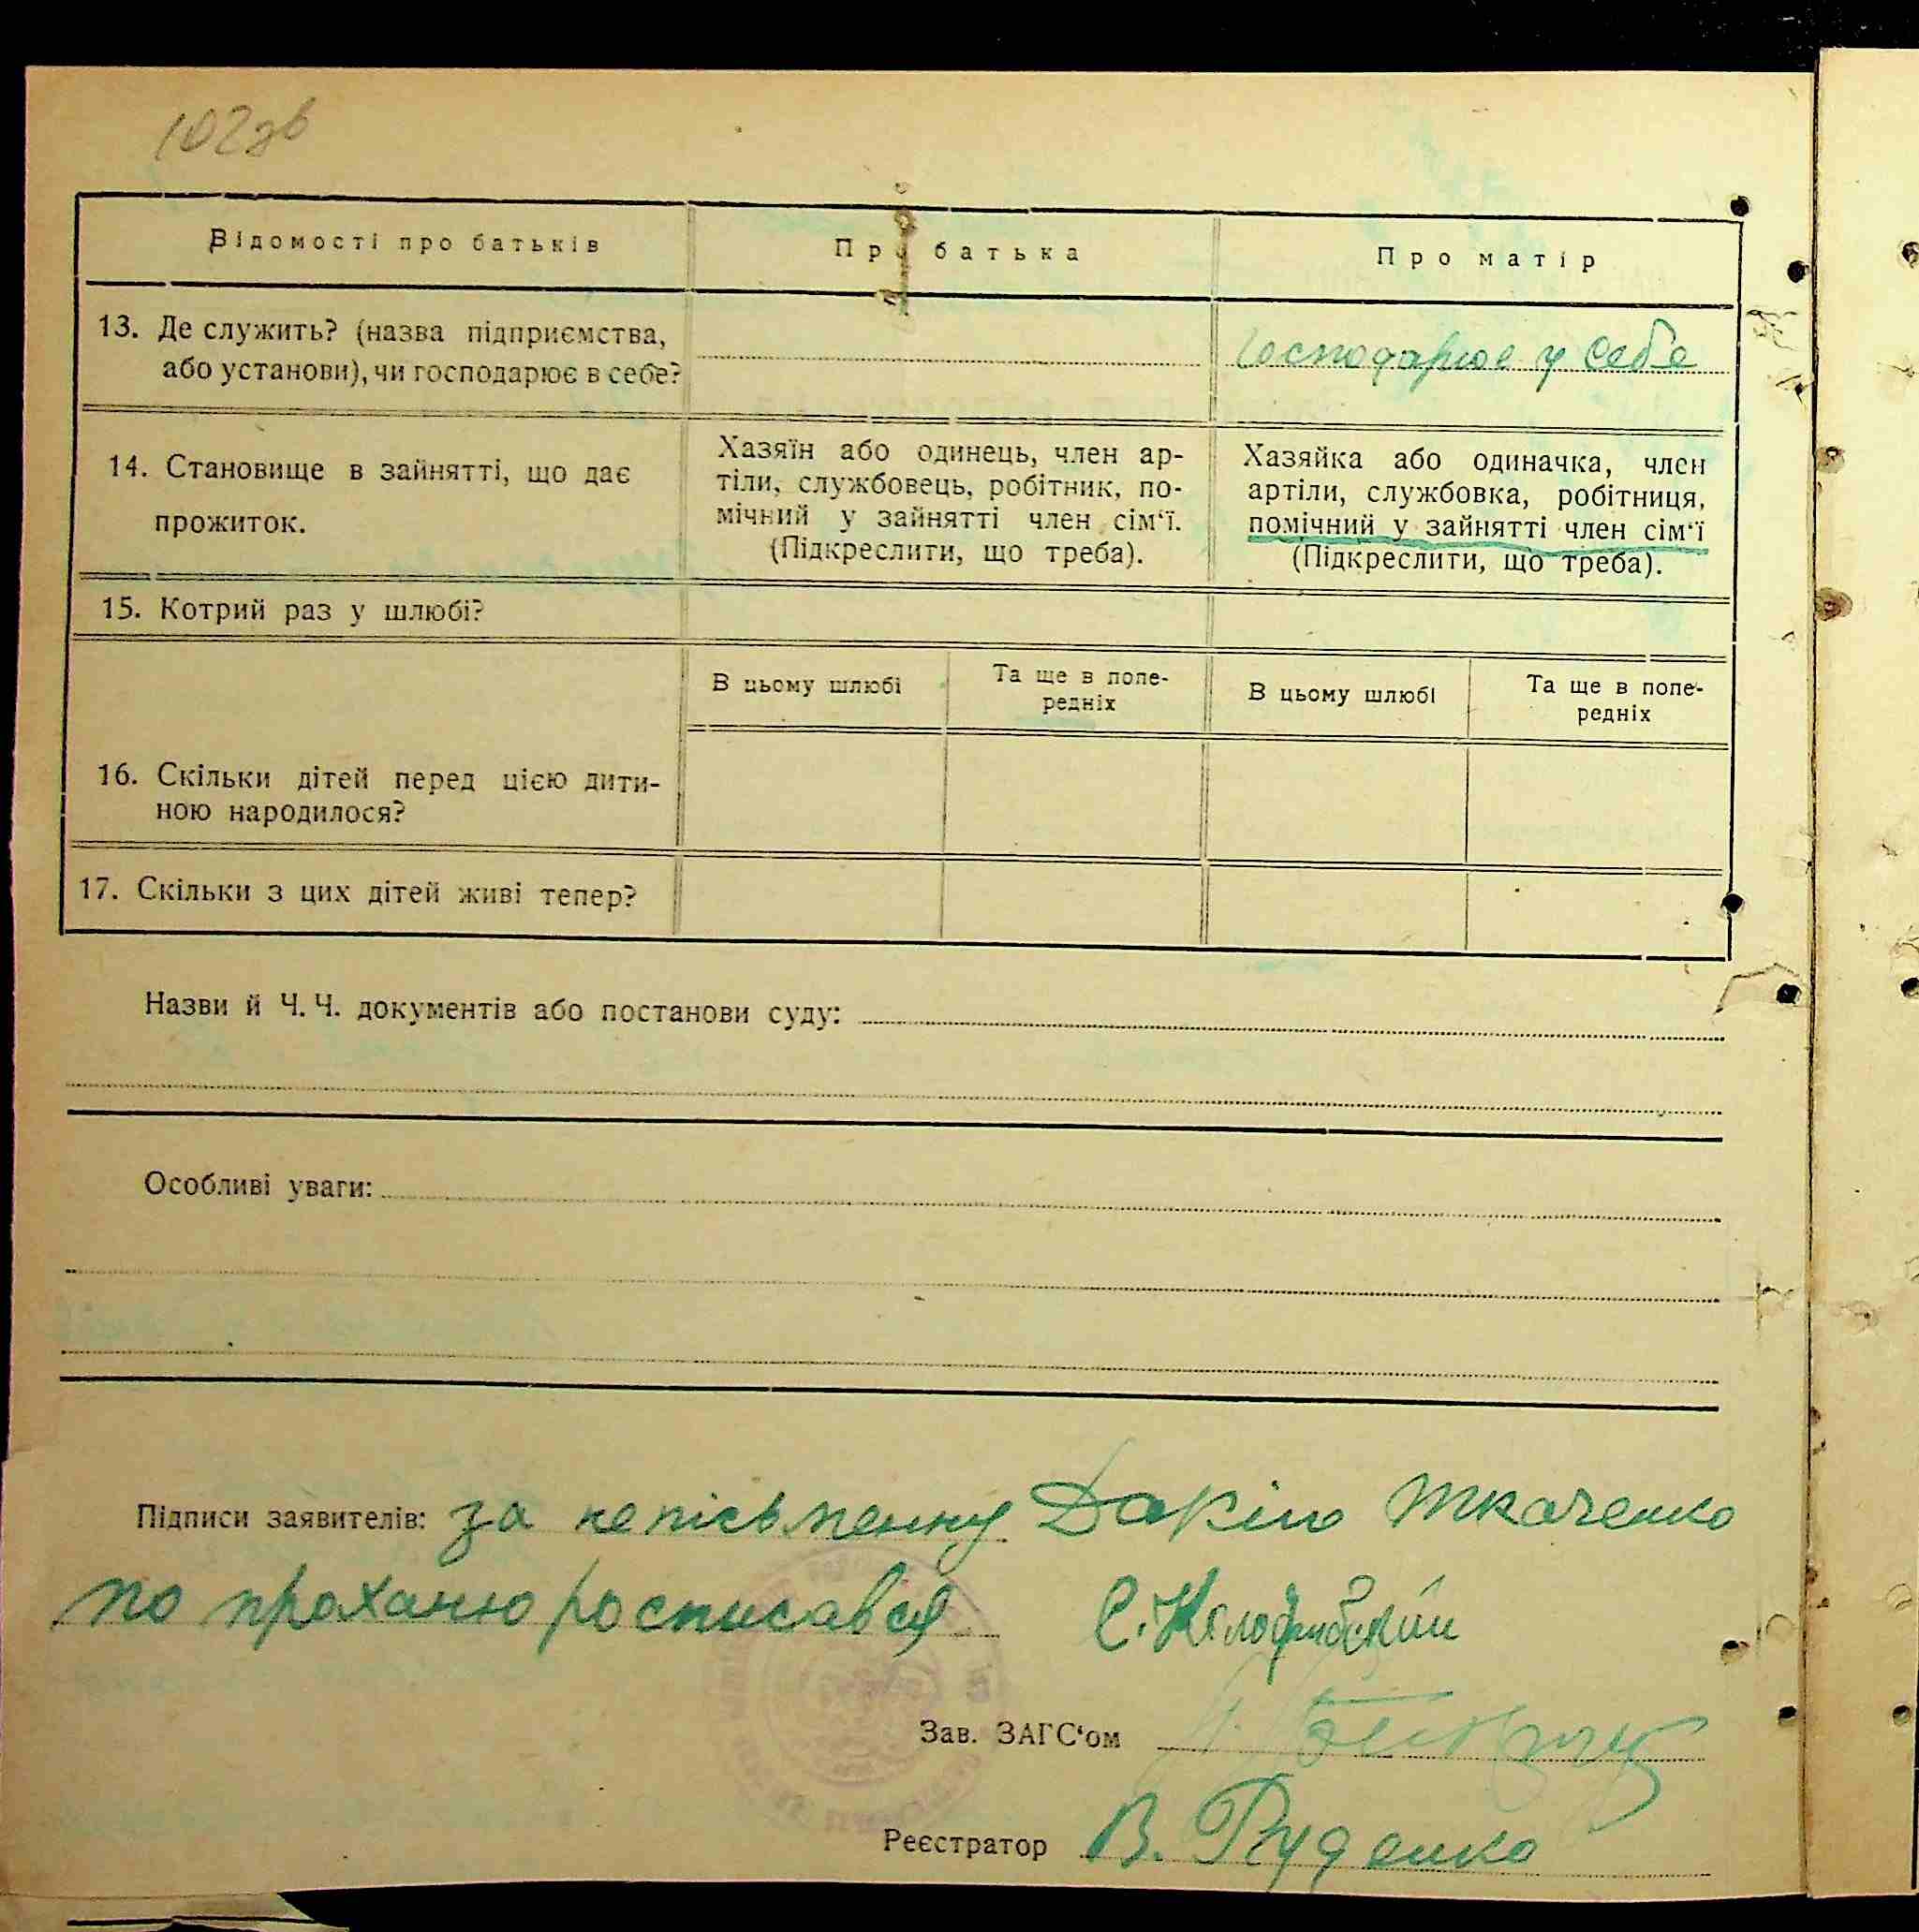 102зв
Відомості про батьків
Про батька
Про матір
13. Де служить? (назва підприємства,
або установи), чи господарює в себе?
Господарює у себе
14. Становище в зайнятті, що дає
прожиток.
Хазяїн або одинець, член ар-
тіли, службовець, робітник, по-
мічний у зайнятті член сім‘ї.
(Підкреслити, що треба).
Хазяйка або одиначка, член
артіли, службовка, робітниця,
помічний у зайнятті член сім‘ї
(Підкреслити, що треба).
15. Котрий раз у шлюбі?
В цьому шлюбі
Та ще в попе-
редніх
В цьому шлюбі
Та ще в попе-
редніх
16. Скільки дітей перед цією дити-
ною народилося?
17. Скільки з цих дітей живі тепер?
Назви й Ч. Ч. документів або постанови суду:
Особливі уваги:
Підписи заявителів: за непісьменну Дарію Ткаченко
по проханню росписався С.
Зав. ЗАГС‘ом
Реєстратор В. Руденко